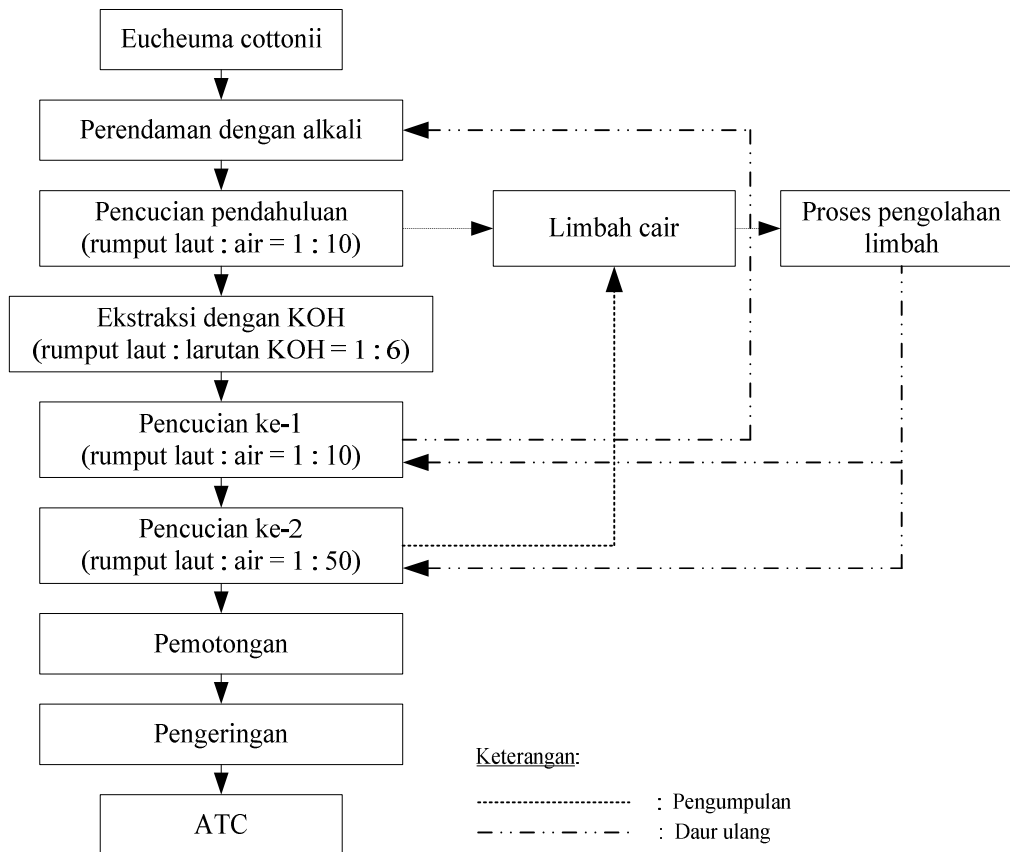 Eucheuma cottonii
Perendaman dengan alkali
Pencucian pendahuluan
(rumput laut : air = 1 : 10)
Limbah cair
Proses pengolahan
limbah
Ekstraksi dengan KOH
(rumput laut : larutan KOH = 1 : 6)
Pencucian ke-1
(rumput laut : air = 1 : 10)
Pencucian ke-2
(rumput laut : air = 1 : 50)
Pemotongan
Pengeringan
ATC
Keterangan:
: Pengumpulan
: Daur ulang